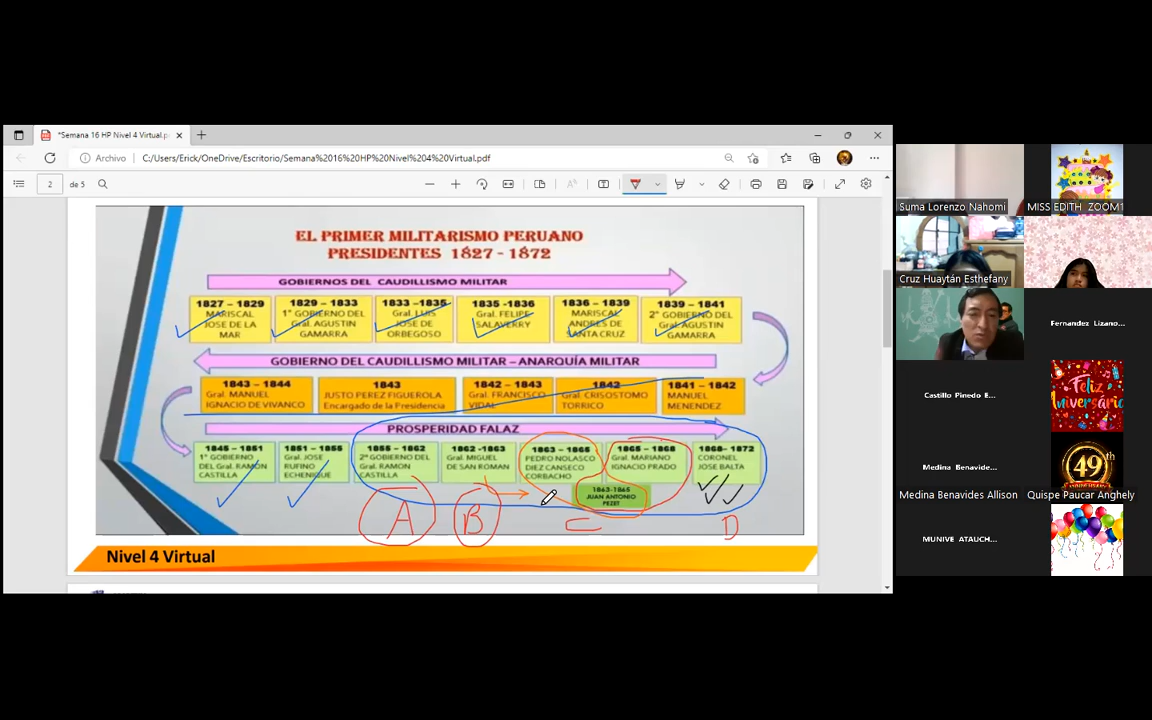 *Semana 16 HP Nivel 4 Virtual.p
Archivo
C:/Users/Erick/OneDrive/Escritorio/Semana%2016%20HP%20Nivel%204%20Virtual.pdf
2 de 5
EL PRIMER MILITARISMO PERUANO
PRESIDENTES 1827 - 1872
GOBIERNOS DEL CAUDILLISMO MILITAR
1827 – 1829
MARISCAL
JOSE DE LA
MAR
1829 – 1833
1° GOBIERNO DEL
Gral. AGUSTIN
GAMARRA
1833 –1835
Gral. LUIS
JOSE DE
ORBEGOSO
1835 -1836
Gral. FELIPE
SALAVERRY
1836 – 1839
MARISCAL
ANDRES DE
SANTA CRUZ
1839 – 1841
2° GOBIERNO DEL
Gral. AGUSTIN
GAMARRA
GOBIERNO DEL CAUDILLISMO MILITAR – ANARQUÍA MILITAR
1843 – 1844
Gral. MANUEL
IGNACIO DE VIVANCO
1843
JUSTO PEREZ FIGUEROLA
Encargado de la Presidencia
1842 – 1843
Gral. FRANCISCO
VIDAL
1842
Gral. CRISOSTOMO
TORRICO
1841 – 1842
MANUEL
MENENDEZ
PROSPERIDAD FALAZ
1845 – 1851
1° GOBIERNO
DEL Gral. RAMON
CASTILLA
1851 – 1855
Gral. JOSE
RUFINO
ECHENIQUE
1855 – 1862
2º GOBIERNO DEL
Gral. RAMON
CASTILLA
1862 -1863
Gral. MIGUEL
DE SAN ROMAN
1863 – 1865
PEDRO NOLASCO
DIEZ CANSECO
CORBACHO
1865 – 1868
Gral. MARIANO
IGNACIO PRADO
1868– 1872
CORONEL
JOSE BALTA
1863-1865
JUAN ANTONIO
PEZET
A
B
C
D
Nivel 4 Virtual
Suma Lorenzo Nahomi
MISS EDITH ZOOM1
Cruz Huaytán Esthefany
Fernandez Lizano...
Castillo Pinedo E...
Feliz
Aniversario
Medina Benavide...
Medina Benavides Allison
49th
ANNIVERSARY
Quispe Paucar Anghely
MUNIVE ATAUCH...